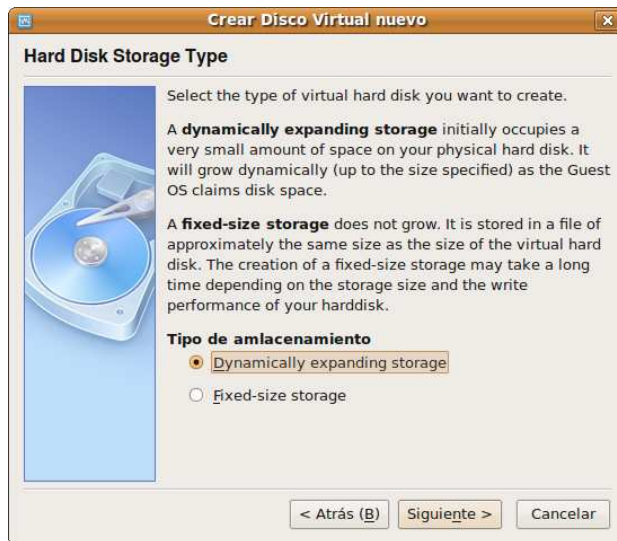 Crear Disco Virtual nuevo
Hard Disk Storage Type
Select the type of virtual hard disk you want to create.
A dynamically expanding storage initially occupies a
very small amount of space on your physical hard disk. It
will grow dynamically (up to the size specified) as the Guest
OS claims disk space.
A fixed-size storage does not grow. It is stored in a file of
approximately the same size as the size of the virtual hard
disk. The creation of a fixed-size storage may take a long
time depending on the storage size and the write
performance of your harddisk.
Tipo de amlacenamiento
Dynamically expanding storage
Fixed-size storage
< Atrás (B) Siguiente > Cancelar